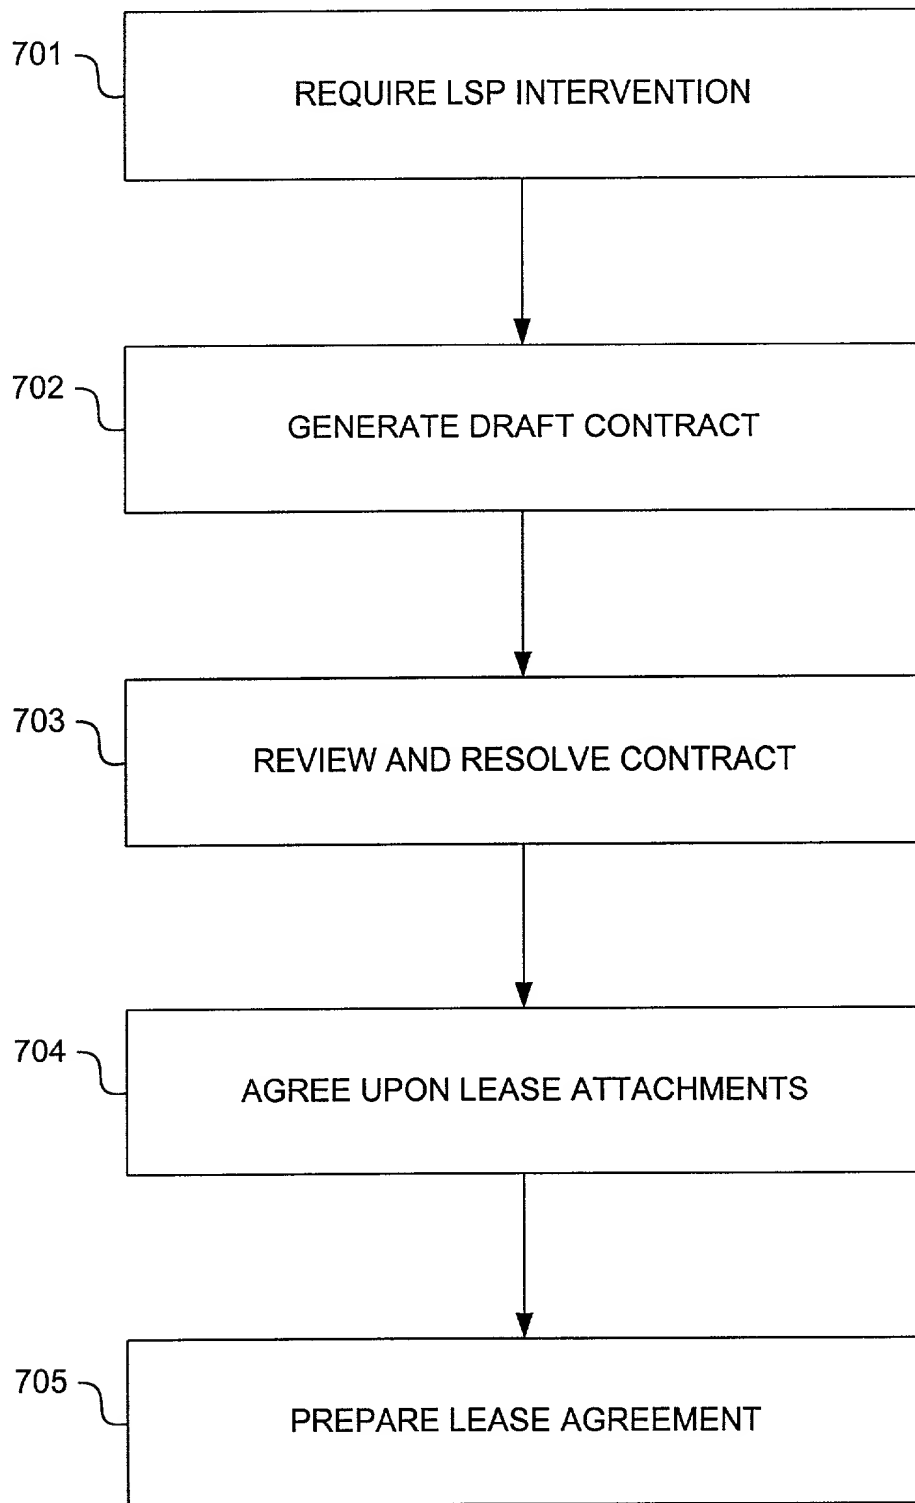 701
REQUIRE LSP INTERVENTION
702
GENERATE DRAFT CONTRACT
703
REVIEW AND RESOLVE CONTRACT
704
AGREE UPON LEASE ATTACHMENTS
705
PREPARE LEASE AGREEMENT